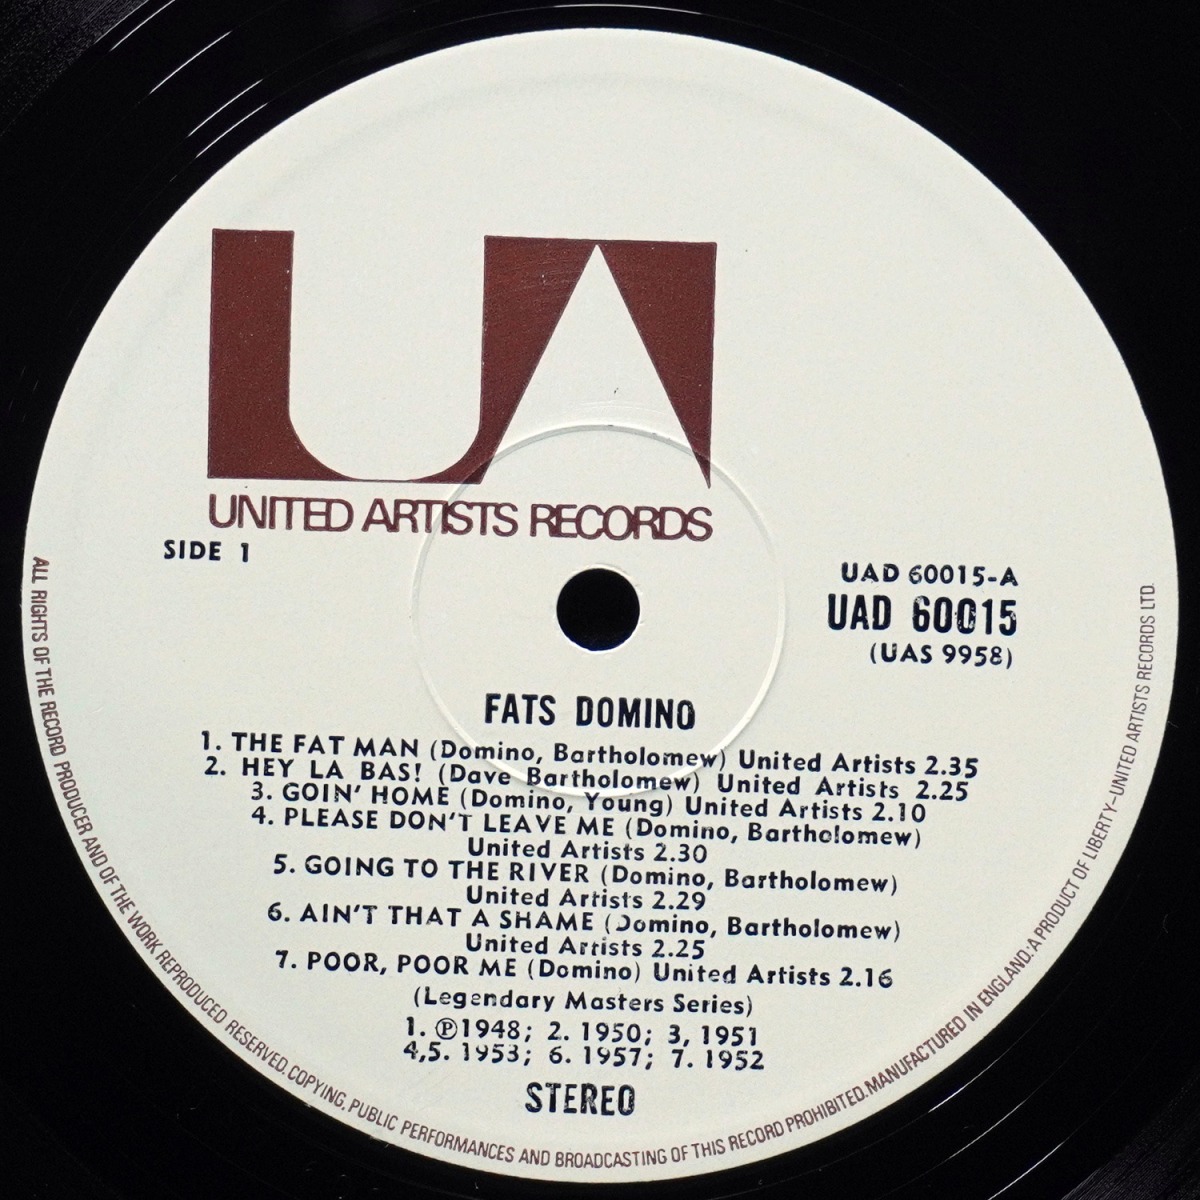 UA
UNITED ARTISTS RECORDS
SIDE 1
UAD 60015-A
UAD 60015
(UAS 9958)
FATS DOMINO
1. THE FAT MAN (Domino, Bartholomew) United Artists 2.35
2. HEY LA BAS! (Dave Bartholomew) United Artists 2.25
3. GOIN' HOME (Domino, Young) United Artists 2.10
4. PLEASE DON'T LEAVE ME (Domino, Bartholomew)
United Artists 2.30
5. GOING TO THE RIVER (Domino, Bartholomew)
United Artists 2.29
6. AIN'T THAT A SHAME (Domino, Bartholomew)
United Artists 2.25
7. POOR, POOR ME (Domino) United Artists 2.16
(Legendary Masters Series)
1. ℗1948; 2. 1950; 3, 1951
4,5. 1953; 6. 1957; 7. 1952
STEREO
ALL RIGHTS OF THE RECORD PRODUCER AND OF THE WORK REPRODUCED RESERVED. COPYING, PUBLIC PERFORMANCES AND BROADCASTING OF THIS RECORD PROHIBITED. MANUFACTURED IN ENGLAND: A PRODUCT OF LIBERTY-UNITED ARTISTS RECORDS LTD.